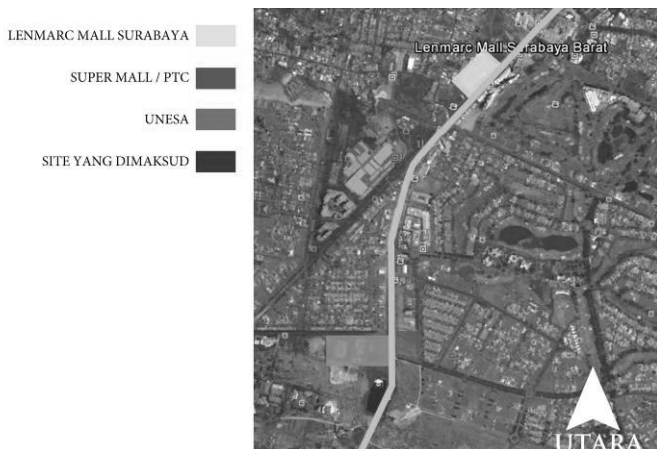 LENMARC MALL SURABAYA
SUPER MALL / PTC
UNESA
SITE YANG DIMAKSUD
Lenmarc Mall Surabaya Barat
UTARA